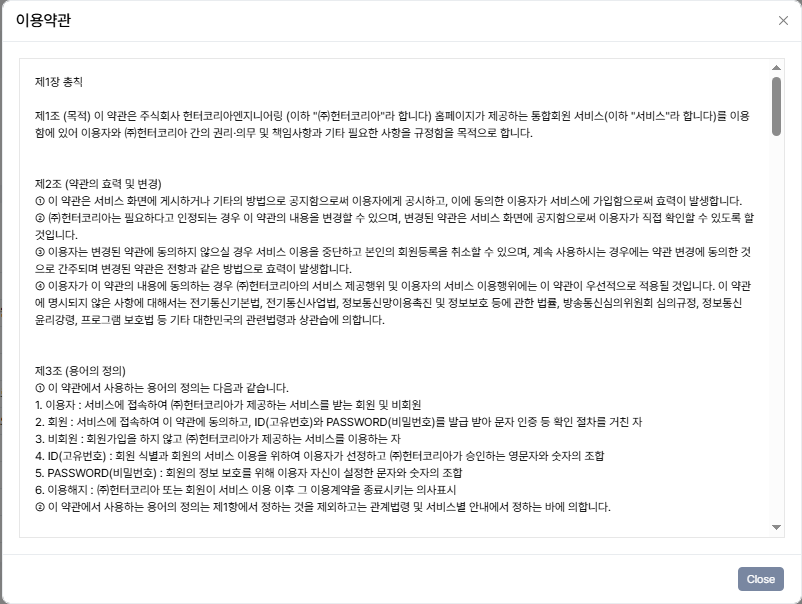 이용약관
제1장 총칙
제1조 (목적) 이 약관은 주식회사 헌터코리아엔지니어링 (이하 "㈜헌터코리아"라 합니다) 홈페이지가 제공하는 통합회원 서비스(이하 "서비스"라 합니다)를 이용
함에 있어 이용자와 ㈜헌터코리아 간의 권리·의무 및 책임사항과 기타 필요한 사항을 규정함을 목적으로 합니다.
제2조 (약관의 효력 및 변경)
① 이 약관은 서비스 화면에 게시하거나 기타의 방법으로 공지함으로써 이용자에게 공시하고, 이에 동의한 이용자가 서비스에 가입함으로써 효력이 발생합니다.
② ㈜헌터코리아는 필요하다고 인정되는 경우 이 약관의 내용을 변경할 수 있으며, 변경된 약관은 서비스 화면에 공지함으로써 이용자가 직접 확인할 수 있도록 할
것입니다.
③ 이용자는 변경된 약관에 동의하지 않으실 경우 서비스 이용을 중단하고 본인의 회원등록을 취소할 수 있으며, 계속 사용하시는 경우에는 약관 변경에 동의한 것
으로 간주되며 변경된 약관은 전항과 같은 방법으로 효력이 발생합니다.
④ 이용자가 이 약관의 내용에 동의하는 경우 ㈜헌터코리아의 서비스 제공행위 및 이용자의 서비스 이용행위에는 이 약관이 우선적으로 적용될 것입니다. 이 약관
에 명시되지 않은 사항에 대해서는 전기통신기본법, 전기통신사업법, 정보통신망이용촉진 및 정보보호 등에 관한 법률, 방송통신심의위원회 심의규정, 정보통신
윤리강령, 프로그램 보호법 등 기타 대한민국의 관련법령과 상관습에 의합니다.
제3조 (용어의 정의)
① 이 약관에서 사용하는 용어의 정의는 다음과 같습니다.
1. 이용자 : 서비스에 접속하여 ㈜헌터코리아가 제공하는 서비스를 받는 회원 및 비회원
2. 회원 : 서비스에 접속하여 이 약관에 동의하고, ID(고유번호)와 PASSWORD(비밀번호)를 발급 받아 문자 인증 등 확인 절차를 거친 자
3. 비회원 : 회원가입을 하지 않고 ㈜헌터코리아가 제공하는 서비스를 이용하는 자
4. ID(고유번호) : 회원 식별과 회원의 서비스 이용을 위하여 이용자가 선정하고 ㈜헌터코리아가 승인하는 영문자와 숫자의 조합
5. PASSWORD(비밀번호) : 회원의 정보 보호를 위해 이용자 자신이 설정한 문자와 숫자의 조합
6. 이용해지 : ㈜헌터코리아 또는 회원이 서비스 이용 이후 그 이용계약을 종료시키는 의사표시
② 이 약관에서 사용하는 용어의 정의는 제1항에서 정하는 것을 제외하고는 관계법령 및 서비스별 안내에서 정하는 바에 의합니다.
Close